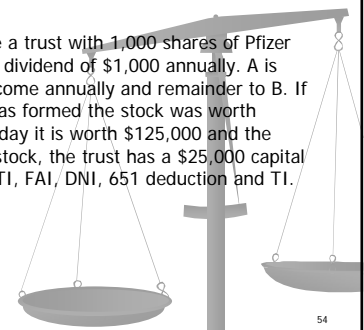 e a trust with 1,000 shares of Pfizer
dividend of $1,000 annually. A is
come annually and remainder to B. If
as formed the stock was worth
day it is worth $125,000 and the
stock, the trust has a $25,000 capital
TI, FAI, DNI, 651 deduction and TI.
54